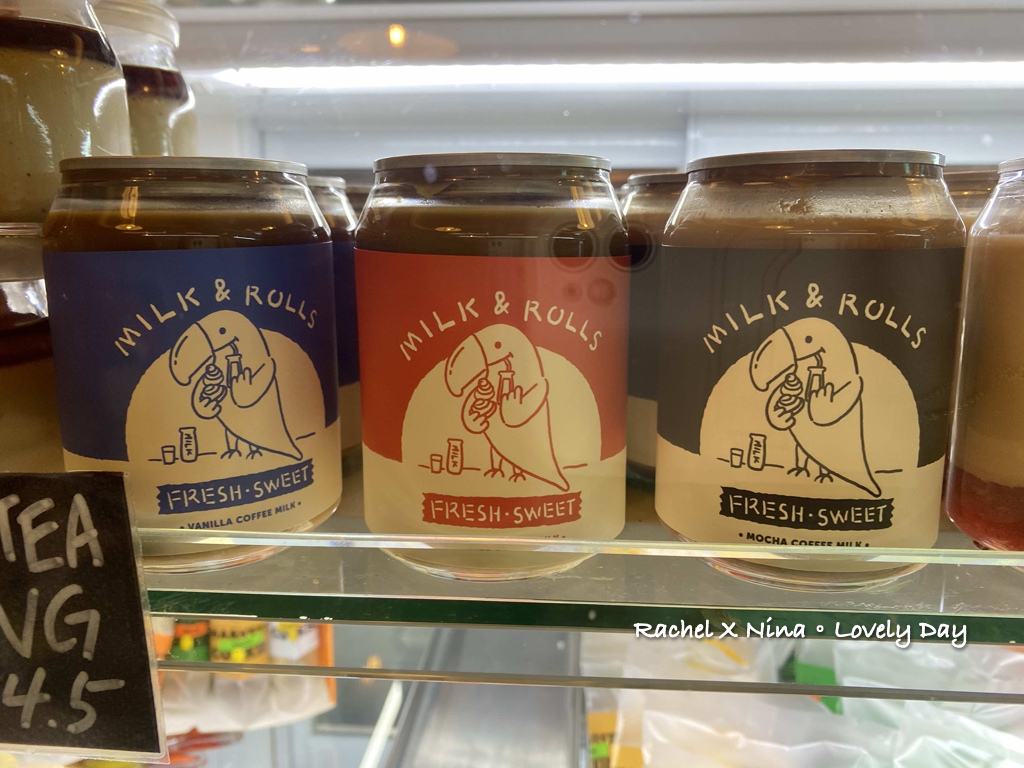 MILK & ROLLS
MILK
FRESH·SWEET
• VANILLA COFFEE MILK •
MILK & ROLLS
MILK
FRESH·SWEET
MILK & ROLLS
MILK
FRESH·SWEET
• MOCHA COFFEE MILK •
TEA
4.5
Rachel X Nina • Lovely Day